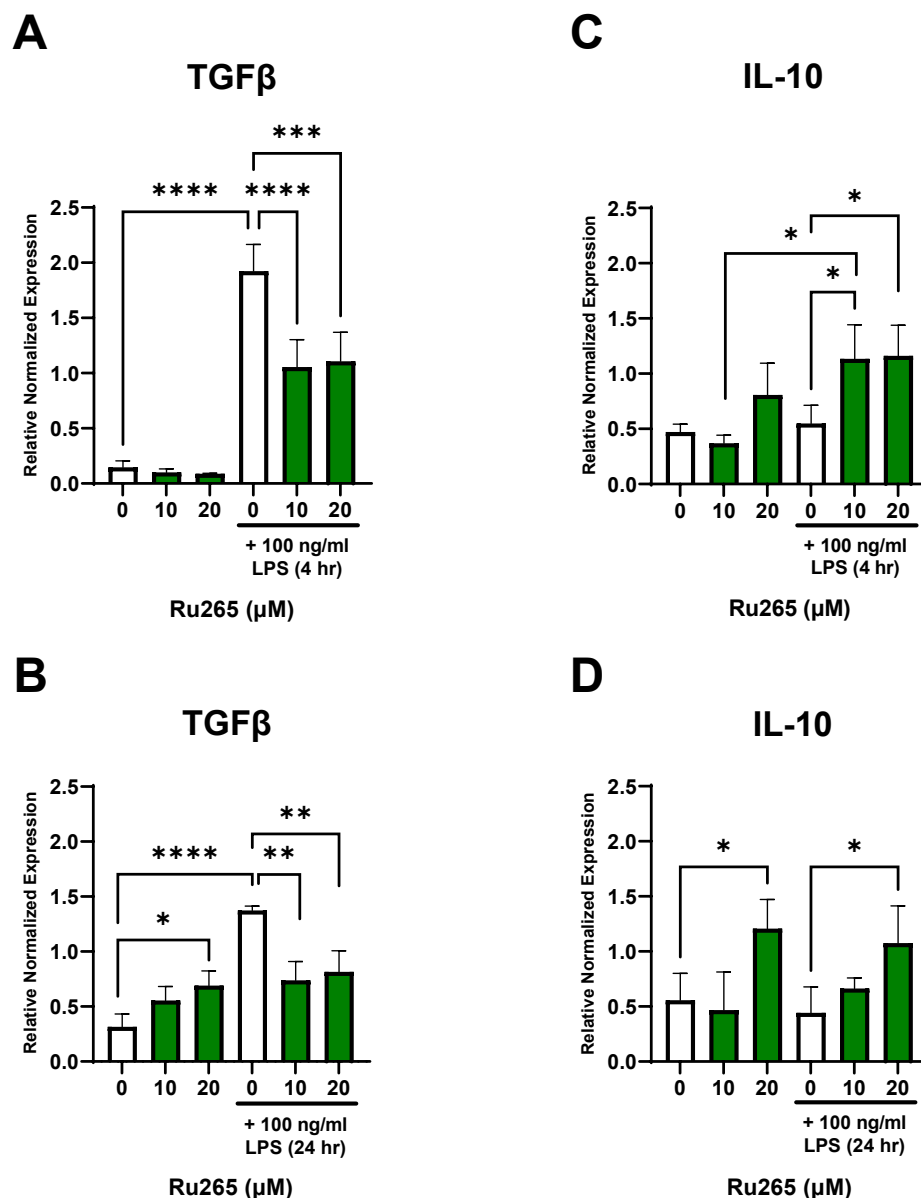 A
TGFβ
Relative Normalized Expression
2.5
2.0
1.5
1.0
0.5
0.0
***
**** ****
0 10 20 0 10 20
+ 100 ng/ml
LPS (4 hr)
Ru265 (µM)
C
IL-10
Relative Normalized Expression
2.5
2.0
1.5
1.0
0.5
0.0
*
*
*
0 10 20 0 10 20
+ 100 ng/ml
LPS (4 hr)
Ru265 (µM)
B
TGFβ
Relative Normalized Expression
2.5
2.0
1.5
1.0
0.5
0.0
**
**** **
*
0 10 20 0 10 20
+ 100 ng/ml
LPS (24 hr)
Ru265 (µM)
D
IL-10
Relative Normalized Expression
2.5
2.0
1.5
1.0
0.5
0.0
* *
0 10 20 0 10 20
+ 100 ng/ml
LPS (24 hr)
Ru265 (µM)